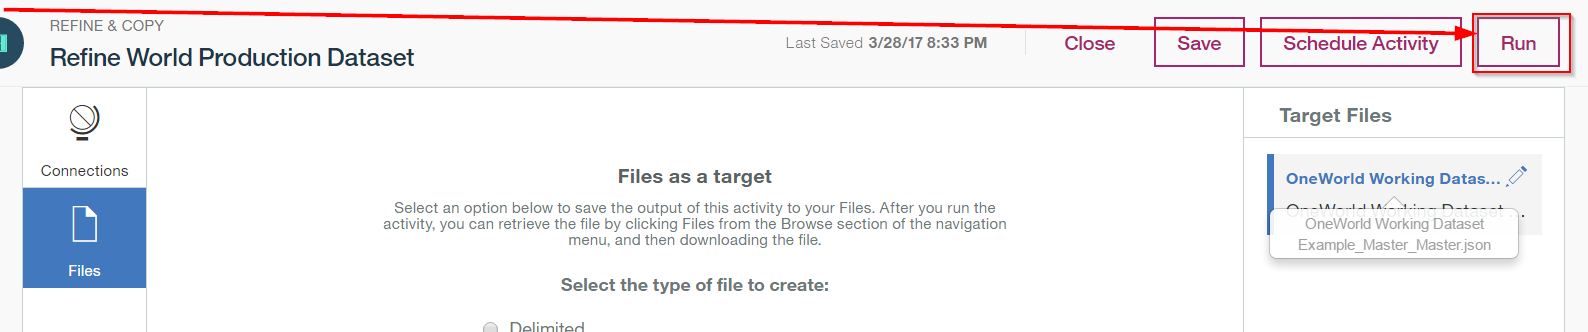 REFINE & COPY
Refine World Production Dataset
Last Saved 3/28/17 8:33 PM
Close
Save
Schedule Activity
Run
Connections
Files
Files as a target
Select an option below to save the output of this activity to your Files. After you run the
activity, you can retrieve the file by clicking Files from the Browse section of the navigation
menu, and then downloading the file.
Select the type of file to create:
Delimited
Target Files
OneWorld Working Datas...
OneWorld Working Dataset ...
OneWorld Working Dataset
Example_Master_Master.json